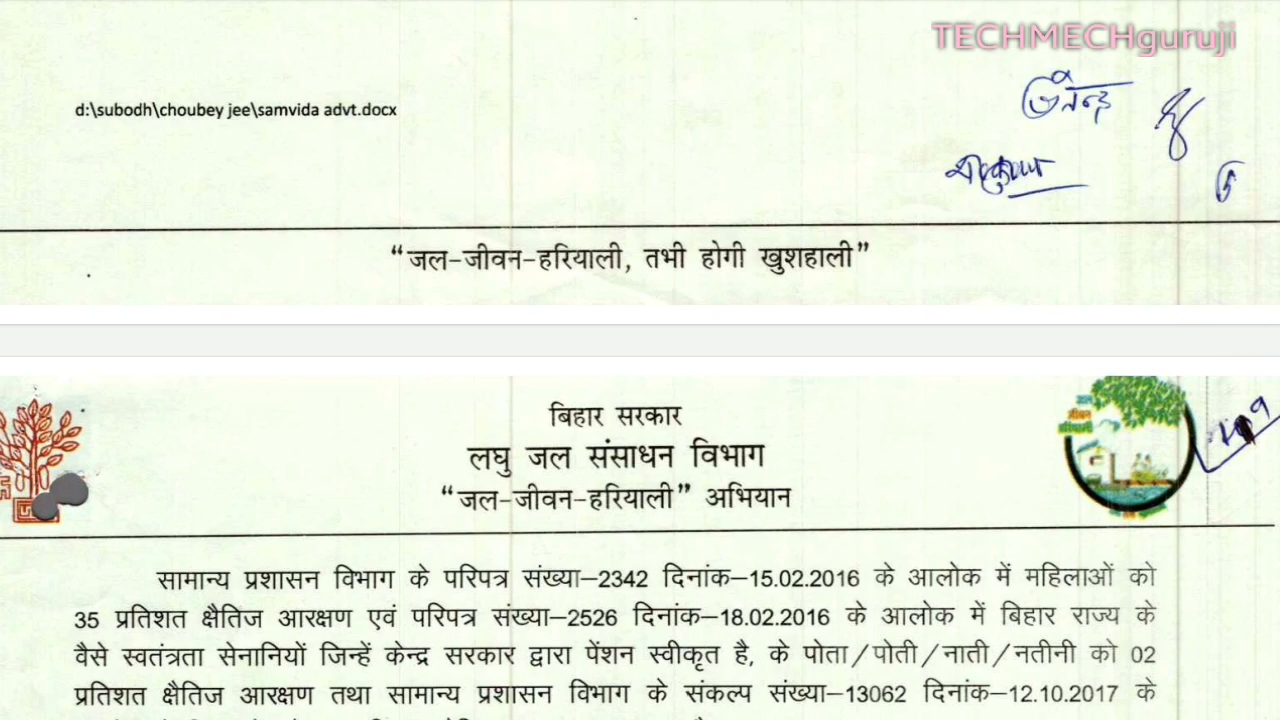 TECHMECHguruji
d:\subodh\choubey jee\samvida advt.docx
“जल-जीवन-हरियाली, तभी होगी खुशहाली”
बिहार सरकार
लघु जल संसाधन विभाग
“जल-जीवन-हरियाली” अभियान
सामान्य प्रशासन विभाग के परिपत्र संख्या–2342 दिनांक–15.02.2016 के आलोक में महिलाओं को
35 प्रतिशत क्षैतिज आरक्षण एवं परिपत्र संख्या–2526 दिनांक–18.02.2016 के आलोक में बिहार राज्य के
वैसे स्वतंत्रता सेनानियों जिन्हें केन्द्र सरकार द्वारा पेंशन स्वीकृत है, के पोता/पोती/नाती/नतीनी को 02
प्रतिशत क्षैतिज आरक्षण तथा सामान्य प्रशासन विभाग के संकल्प संख्या–13062 दिनांक–12.10.2017 के